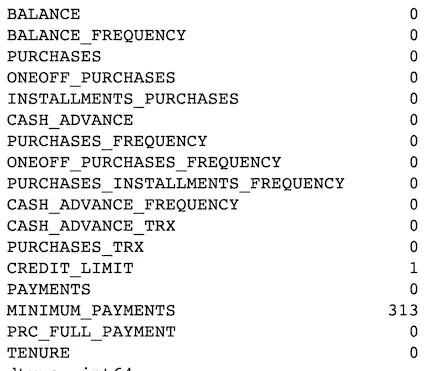 BALANCE 0
BALANCE_FREQUENCY 0
PURCHASES 0
ONEOFF_PURCHASES 0
INSTALLMENTS_PURCHASES 0
CASH_ADVANCE 0
PURCHASES_FREQUENCY 0
ONEOFF_PURCHASES_FREQUENCY 0
PURCHASES_INSTALLMENTS_FREQUENCY 0
CASH_ADVANCE_FREQUENCY 0
CASH_ADVANCE_TRX 0
PURCHASES_TRX 0
CREDIT_LIMIT 1
PAYMENTS 0
MINIMUM_PAYMENTS 313
PRC_FULL_PAYMENT 0
TENURE 0